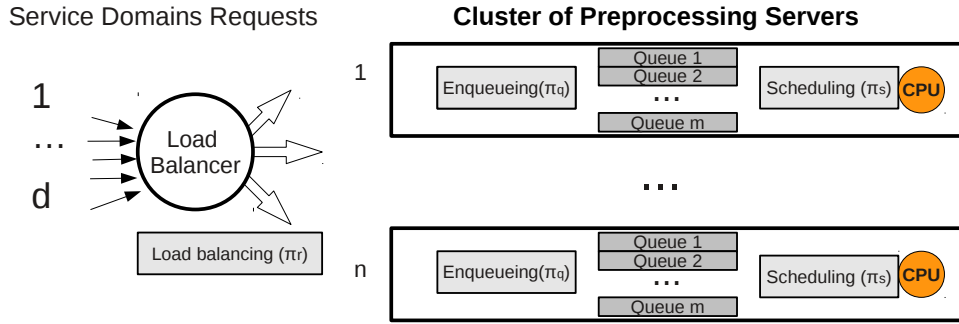 Service Domains Requests
1
...
d
Load
Balancer
Load balancing (πr)
Cluster of Preprocessing Servers
1
Enqueueing(πq)
Queue 1
Queue 2
...
Queue m
Scheduling (πs)
CPU
...
n
Enqueueing(πq)
Queue 1
Queue 2
...
Queue m
Scheduling (πs)
CPU